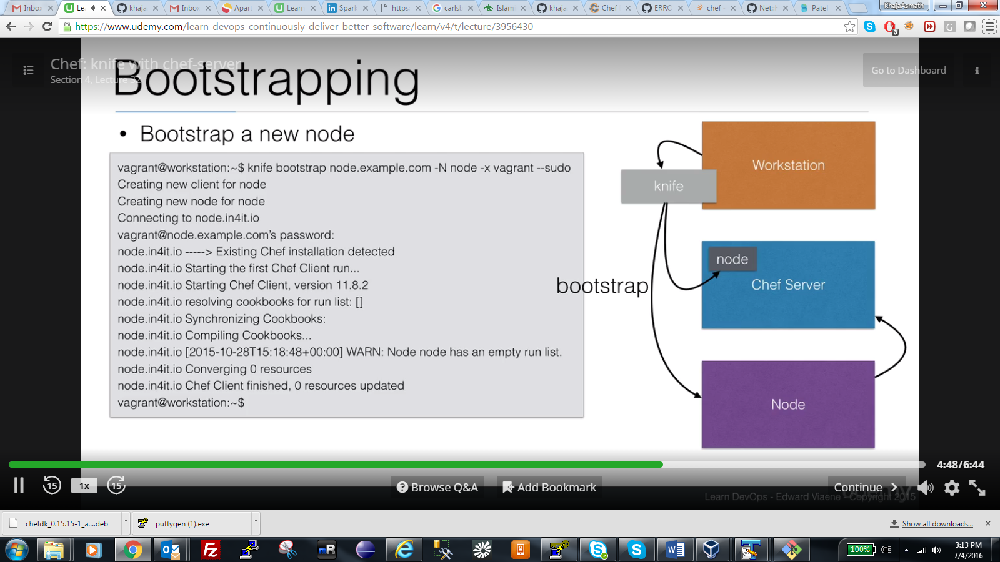 Inbox
Le
khaja
Inbox
Apart
Learn
Spark
https:
carlsb
Islam
khaja
Chef
ERRO
chef
Net::
Patel
KhajaAsmath
https://www.udemy.com/learn-devops-continuously-deliver-better-software/learn/v4/t/lecture/3956430
3
G
Chef: knife with chef-server
Section 4, Lecture 32
Go to Dashboard
Bootstrapping
• Bootstrap a new node
vagrant@workstation:~$ knife bootstrap node.example.com -N node -x vagrant --sudo
Creating new client for node
Creating new node for node
Connecting to node.in4it.io
vagrant@node.example.com's password:
node.in4it.io -----> Existing Chef installation detected
node.in4it.io Starting the first Chef Client run...
node.in4it.io Starting Chef Client, version 11.8.2
node.in4it.io resolving cookbooks for run list: []
node.in4it.io Synchronizing Cookbooks:
node.in4it.io Compiling Cookbooks...
node.in4it.io [2015-10-28T15:18:48+00:00] WARN: Node node has an empty run list.
node.in4it.io Converging 0 resources
node.in4it.io Chef Client finished, 0 resources updated
vagrant@workstation:~$
Workstation
knife
node
Chef Server
bootstrap
Node
4:48/6:44
15
1x
15
Browse Q&A
Add Bookmark
Continue
Learn DevOps - Edward Viaene - Copyright 2015
chefdk_0.15.15-1_a....deb
puttygen (1).exe
Show all downloads...
mR
100%
3:13 PM
7/4/2016